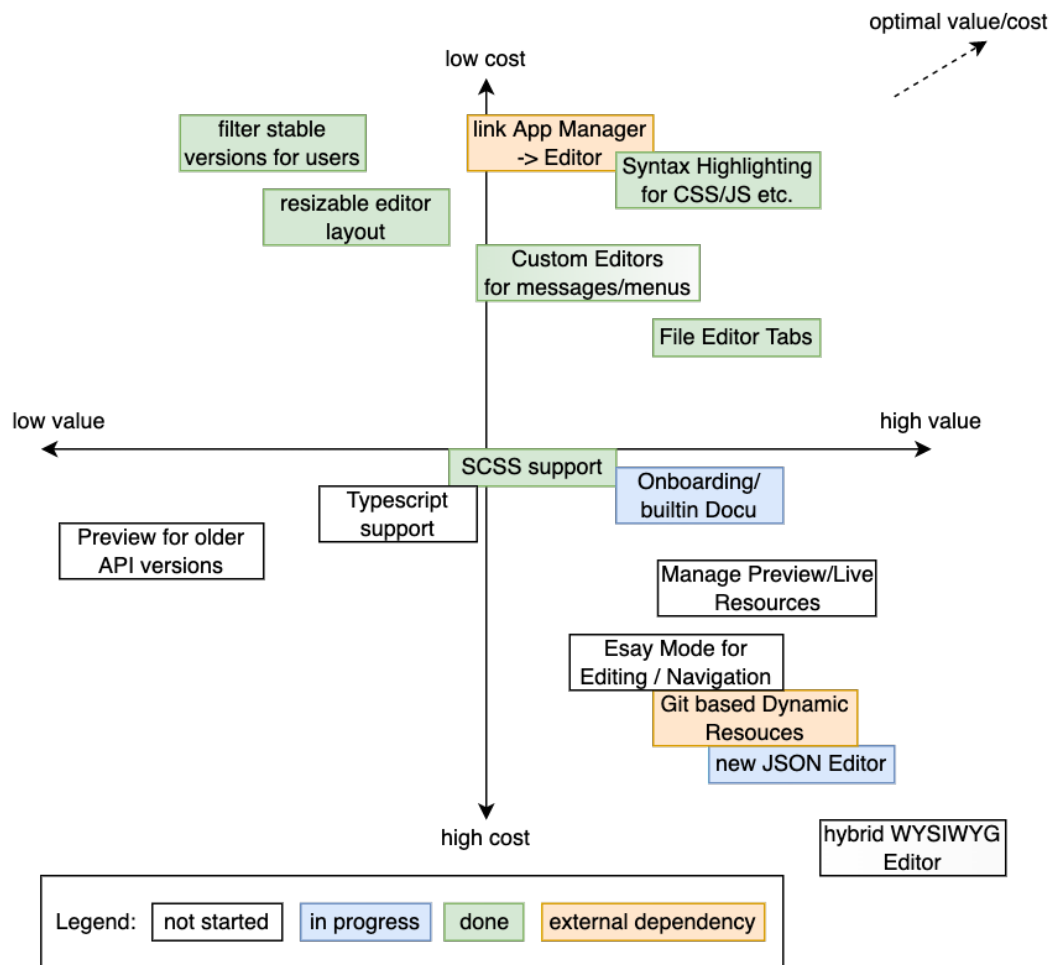 optimal value/cost
low cost
filter stable
versions for users
link App Manager
-> Editor
Syntax Highlighting
for CSS/JS etc.
resizable editor
layout
Custom Editors
for messages/menus
File Editor Tabs
low value
high value
SCSS support
Onboarding/
builtin Docu
Typescript
support
Preview for older
API versions
Manage Preview/Live
Resources
Esay Mode for
Editing / Navigation
Git based Dynamic
Resouces
new JSON Editor
high cost
hybrid WYSIWYG
Editor
Legend:
not started
in progress
done
external dependency